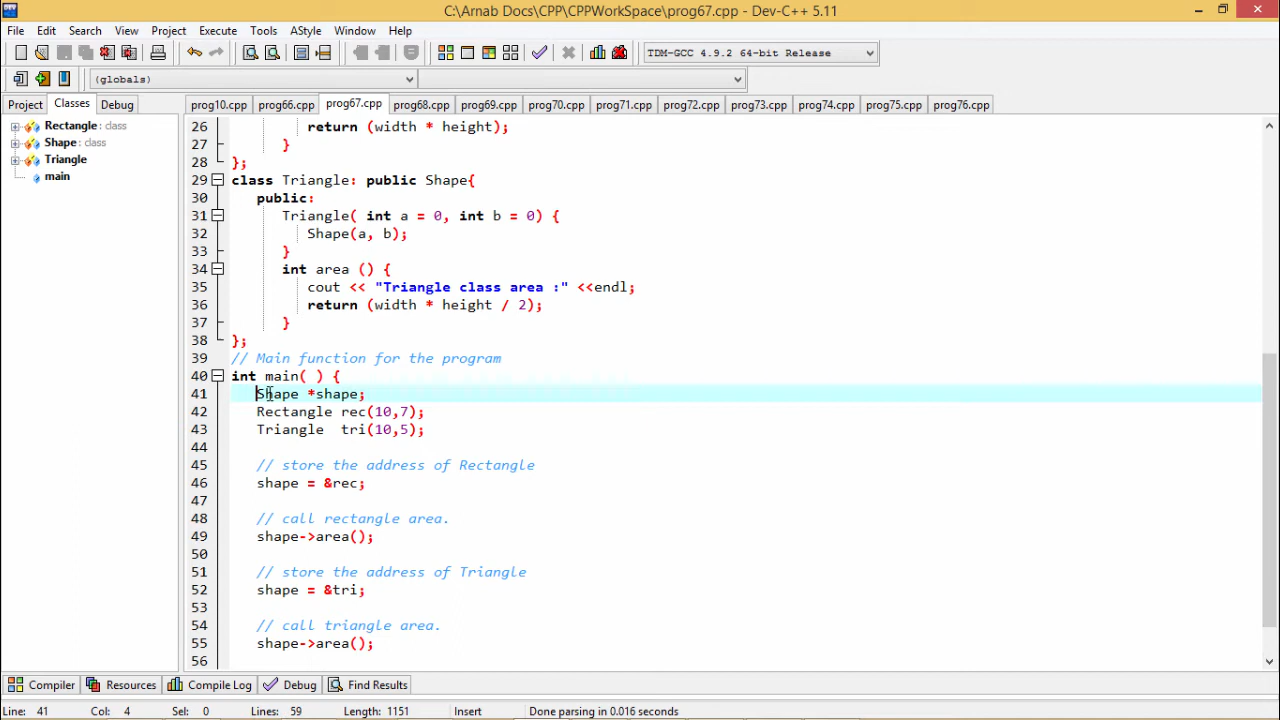 C:\Arnab Docs\CPP\CPPWorkSpace\prog67.cpp - Dev-C++ 5.11
File Edit Search View Project Execute Tools AStyle Window Help
TDM-GCC 4.9.2 64-bit Release
(globals)
Project Classes Debug
prog10.cpp prog66.cpp prog67.cpp prog68.cpp prog69.cpp prog70.cpp prog71.cpp prog72.cpp prog73.cpp prog74.cpp prog75.cpp prog76.cpp
Rectangle : class
Shape : class
Triangle
main
26 return (width * height);
27 }
28 };
29 class Triangle: public Shape{
30 public:
31 Triangle( int a = 0, int b = 0) {
32 Shape(a, b);
33 }
34 int area () {
35 cout << "Triangle class area :" <<endl;
36 return (width * height / 2);
37 }
38 };
39 // Main function for the program
40 int main( ) {
41 Shape *shape;
42 Rectangle rec(10,7);
43 Triangle  tri(10,5);
44
45 // store the address of Rectangle
46 shape = &rec;
47
48 // call rectangle area.
49 shape->area();
50
51 // store the address of Triangle
52 shape = &tri;
53
54 // call triangle area.
55 shape->area();
56
Compiler Resources Compile Log Debug Find Results
Line: 41 Col: 4 Sel: 0 Lines: 59 Length: 1151 Insert Done parsing in 0.016 seconds